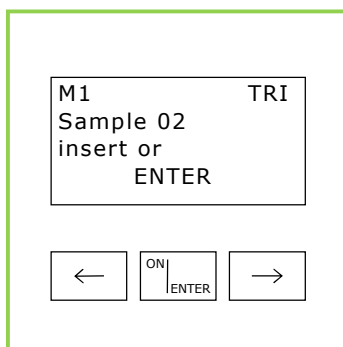 M1 TRI
Sample 02
insert or
ENTER
← ON ENTER →